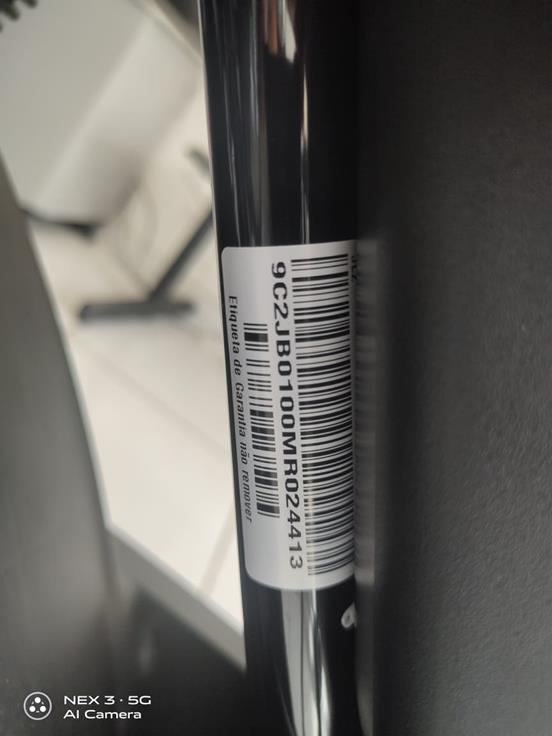 9C2JB0100MR024413
Etiqueta de Garantia não remover
NEX 3 · 5G
AI Camera